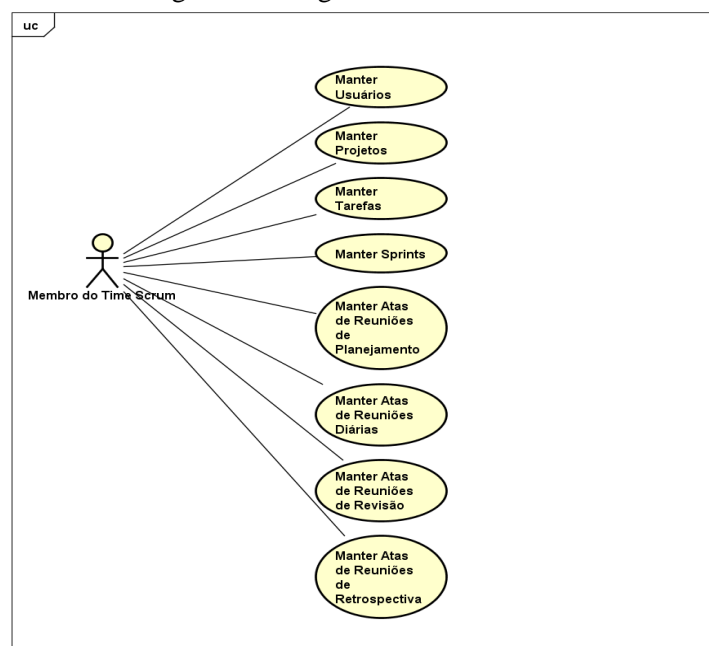 uc
Manter
Usuários
Manter
Projetos
Manter
Tarefas
Manter Sprints
Membro do Time Scrum
Manter Atas
de Reuniões
de
Planejamento
Manter Atas
de Reuniões
Diárias
Manter Atas
de Reuniões
de Revisão
Manter Atas
de Reuniões
de
Retrospectiva